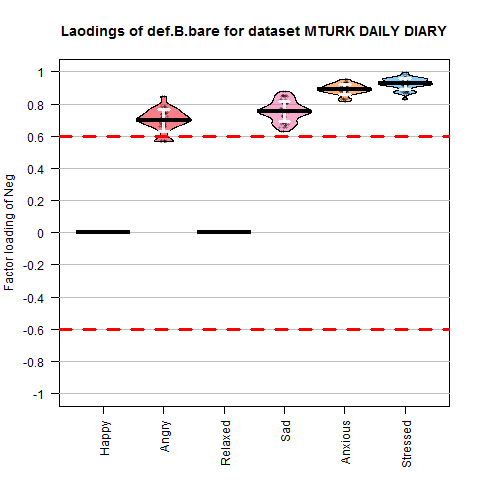 Laodings of def.B.bare for dataset MTURK DAILY DIARY
Factor loading of Neg
1
0.8
0.6
0.4
0.2
0
-0.2
-0.4
-0.6
-0.8
-1
Happy
Angry
Relaxed
Sad
Anxious
Stressed